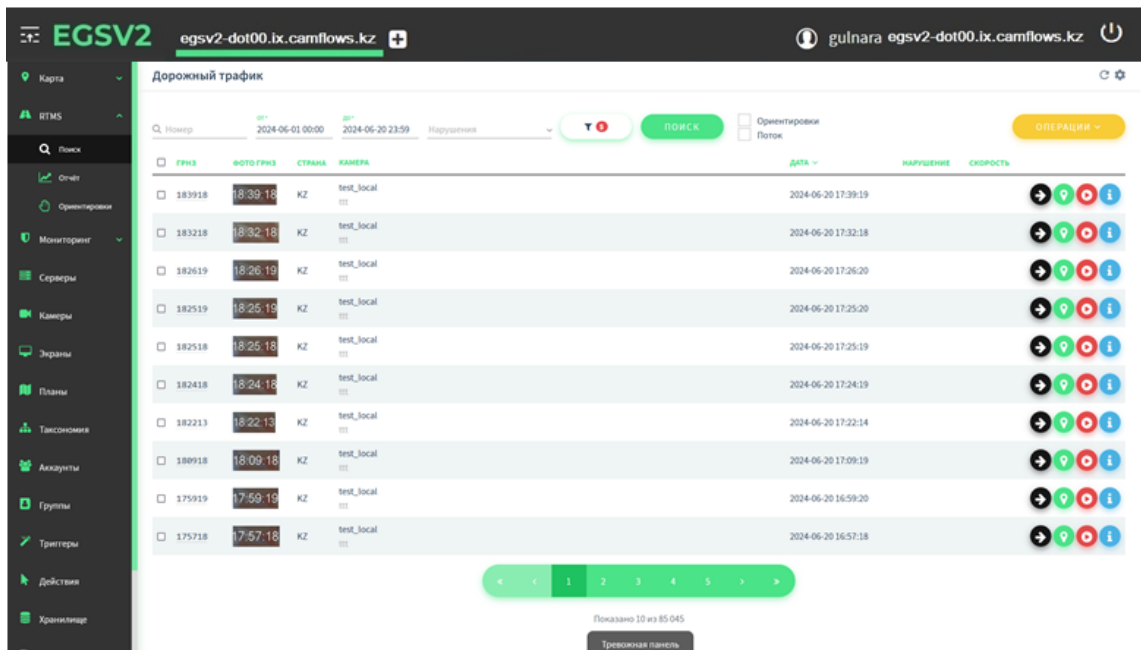 EGSV2 egsv2-dot00.ix.camflows.kz gulnara egsv2-dot00.ix.camflows.kz
Карта
RTMS
Поиск
Отчёт
Ориентировки
Мониторинг
Серверы
Камеры
Экраны
Планы
Таксономия
Аккаунты
Группы
Триггеры
Действия
Хранилище
Дорожный трафик
от* до*
Номер 2024-06-01 00:00 2024-06-20 23:59 Нарушения ПОИСК Ориентировки ОПЕРАЦИИ
Поток
ГРНЗ ФОТО ГРНЗ СТРАНА КАМЕРА ДАТА НАРУШЕНИЕ СКОРОСТЬ
183918 18:39:18 KZ test_local 2024-06-20 17:39:19
!!!
183218 18:32:18 KZ test_local 2024-06-20 17:32:18
!!!
182619 18:26:19 KZ test_local 2024-06-20 17:26:20
!!!
182519 18:25:19 KZ test_local 2024-06-20 17:25:20
!!!
182518 18:25:18 KZ test_local 2024-06-20 17:25:19
!!!
182418 18:24:18 KZ test_local 2024-06-20 17:24:19
!!!
182213 18:22:13 KZ test_local 2024-06-20 17:22:14
!!!
180918 18:09:18 KZ test_local 2024-06-20 17:09:19
!!!
175919 17:59:19 KZ test_local 2024-06-20 16:59:20
!!!
175718 17:57:18 KZ test_local 2024-06-20 16:57:18
!!!
« ‹ 1 2 3 4 5 › »
Показано 10 из 85 045
Тревожная панель